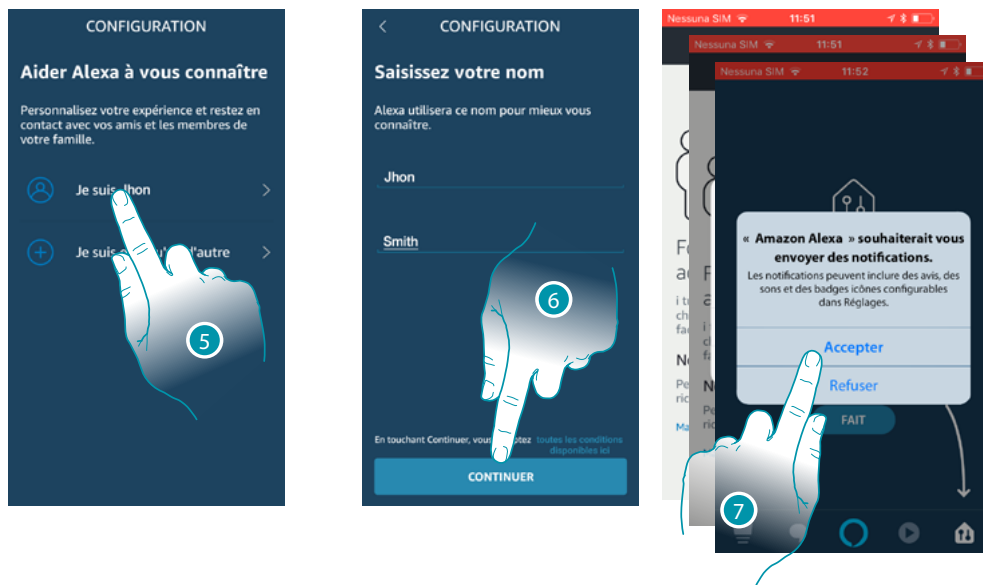 CONFIGURATION
Aider Alexa à vous connaître
Personnalisez votre expérience et restez en
contact avec vos amis et les membres de
votre famille.
Je suis Jhon
Je suis d'autre
5
CONFIGURATION
Saisissez votre nom
Alexa utilisera ce nom pour mieux vous
connaître.
Jhon
Smith
6
En touchant Continuer, vous toutes les conditions
disponibles ici
CONTINUER
Nessuna SIM 11:51
Nessuna SIM 11:51
Nessuna SIM 11:52
« Amazon Alexa » souhaiterait vous
envoyer des notifications.
Les notifications peuvent inclure des avis, des
sons et des badges icônes configurables
dans Réglages.
Accepter
Refuser
FAIT
7